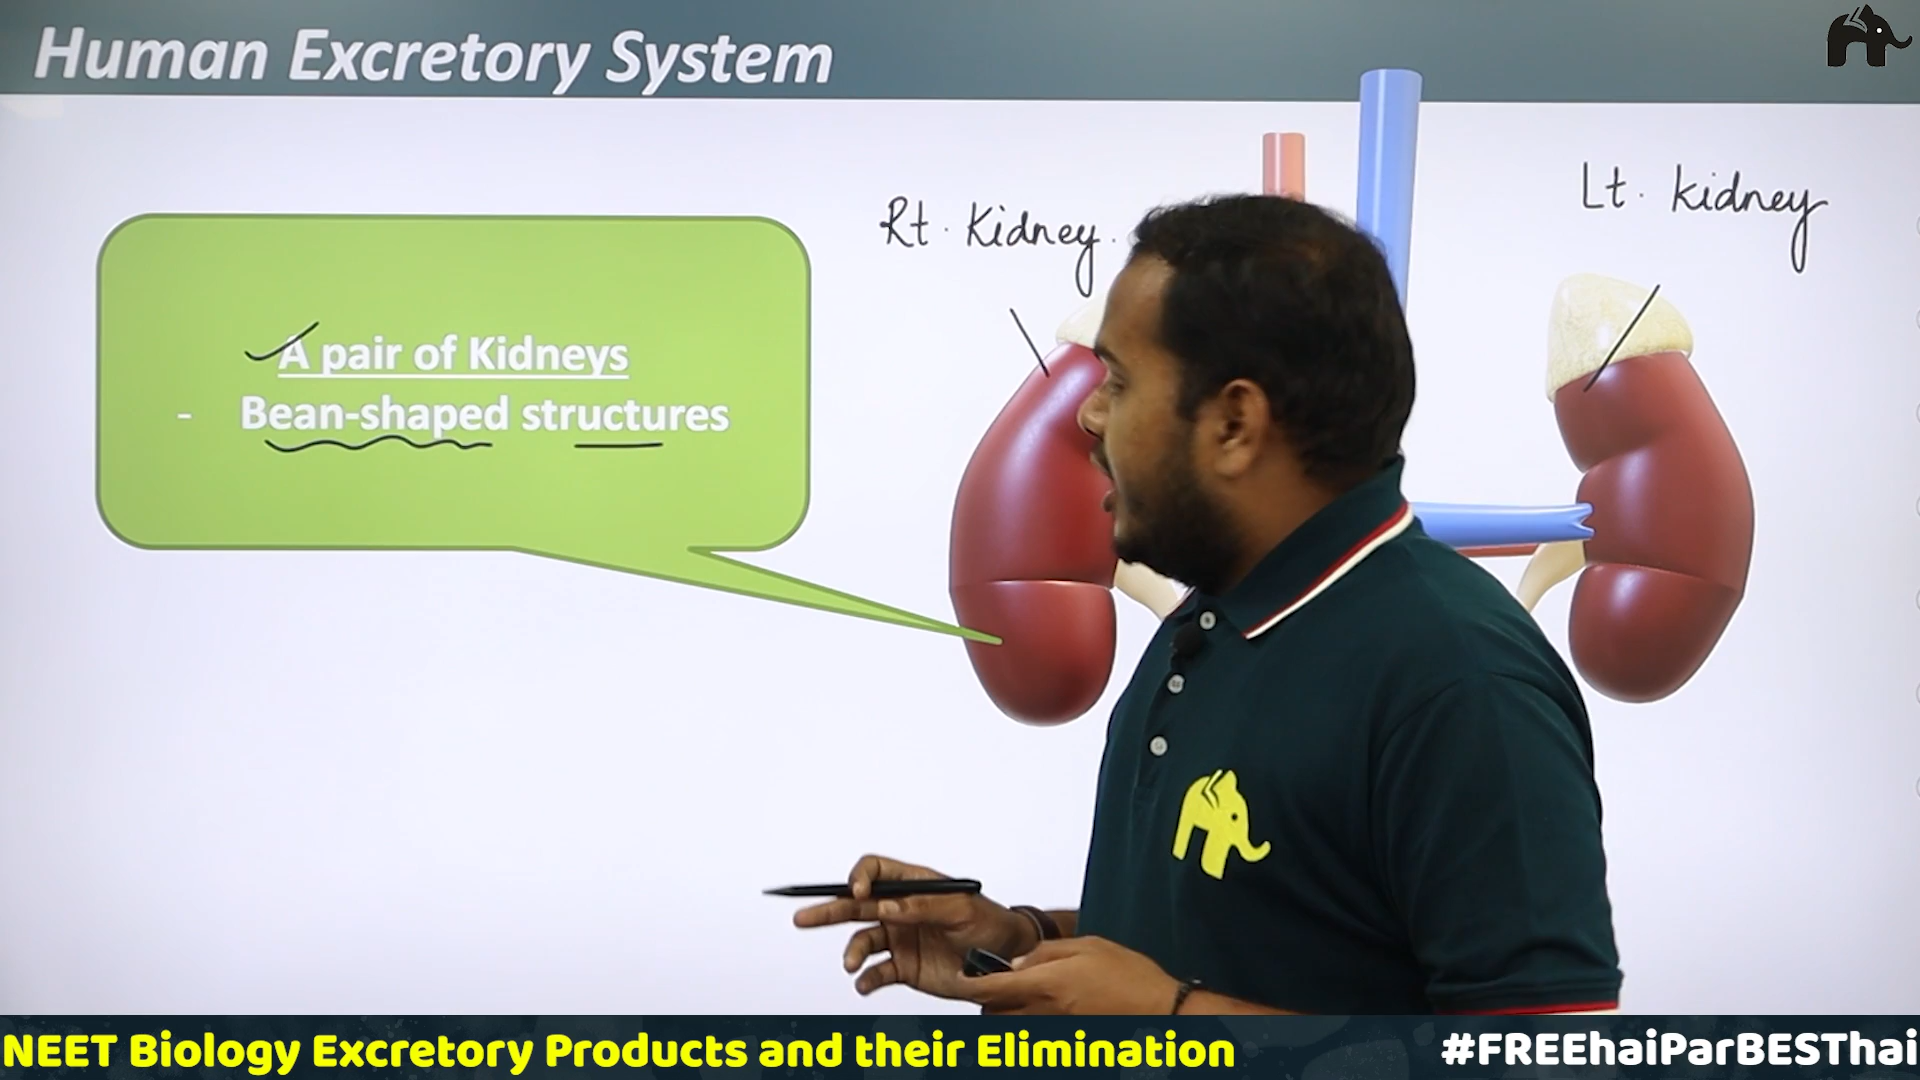 Human Excretory System
Rt. Kidney.
Lt. Kidney
A pair of Kidneys
- Bean-shaped structures
NEET Biology Excretory Products and their Elimination
#FREEhaiParBESThai